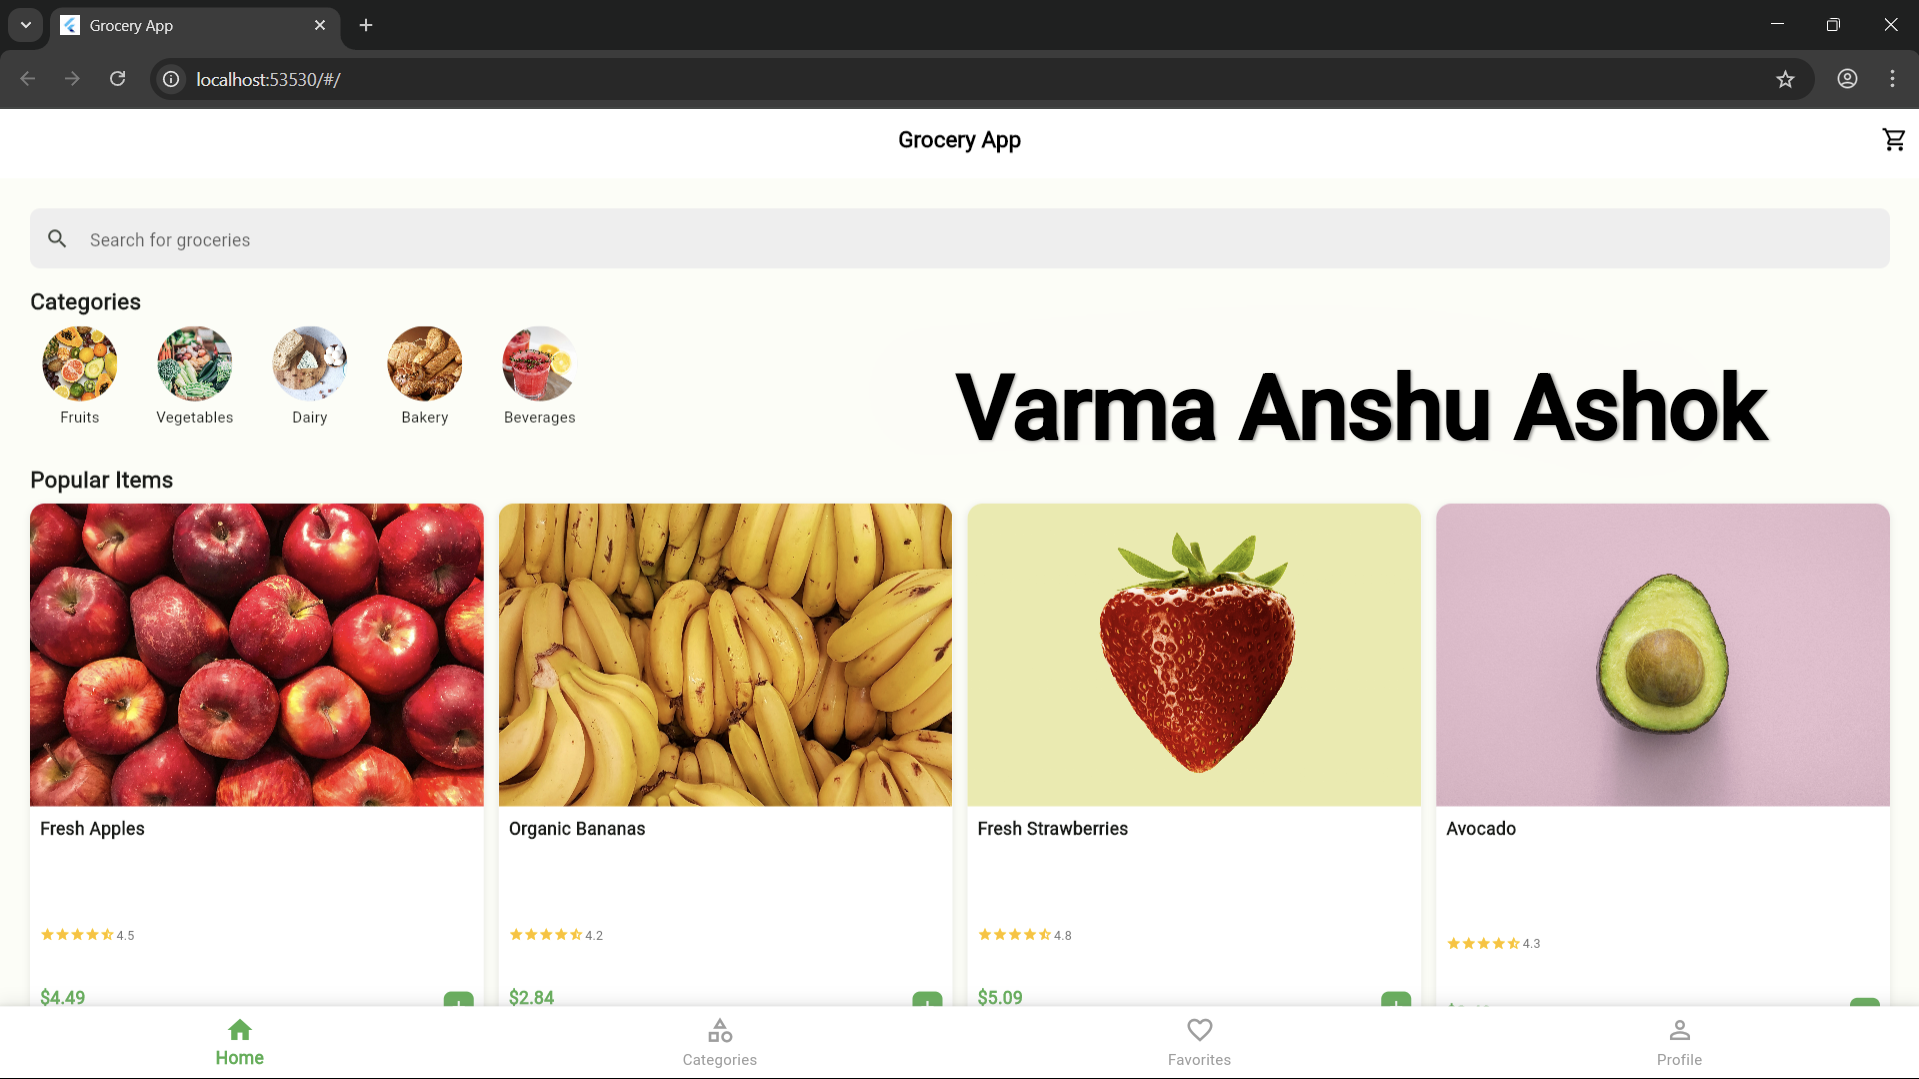 Grocery App
localhost:53530/#/
Grocery App
Search for groceries
Categories
Fruits Vegetables Dairy Bakery Beverages
Varma Anshu Ashok
Popular Items
Fresh Apples Organic Bananas Fresh Strawberries Avocado
4.5 4.2 4.8 4.3
$4.49 $2.84 $5.09
Home Categories Favorites Profile